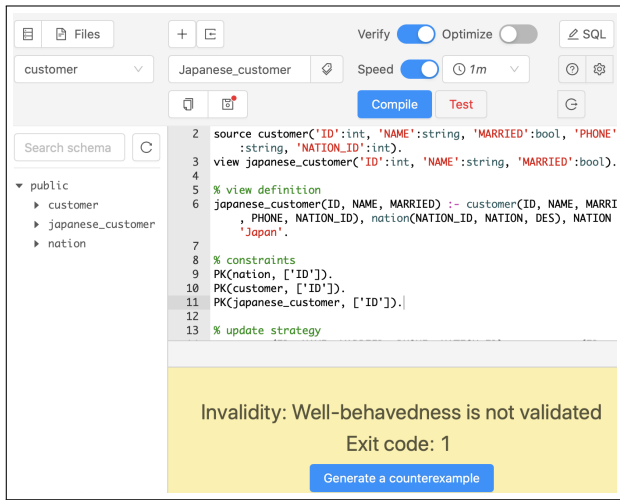 Files
Verify
Optimize
SQL
customer
Japanese_customer
Speed
1m
Compile
Test
Search schema
public
customer
japanese_customer
nation
2 source customer('ID':int, 'NAME':string, 'MARRIED':bool, 'PHONE'
:string, 'NATION_ID':int).
3 view japanese_customer('ID':int, 'NAME':string, 'MARRIED':bool).
4
5 % view definition
6 japanese_customer(ID, NAME, MARRIED) :- customer(ID, NAME, MARRI
, PHONE, NATION_ID), nation(NATION_ID, NATION, DES), NATION
'Japan'.
7
8 % constraints
9 PK(nation, ['ID']).
10 PK(customer, ['ID']).
11 PK(japanese_customer, ['ID']).
12
13 % update strategy
Invalidity: Well-behavedness is not validated
Exit code: 1
Generate a counterexample